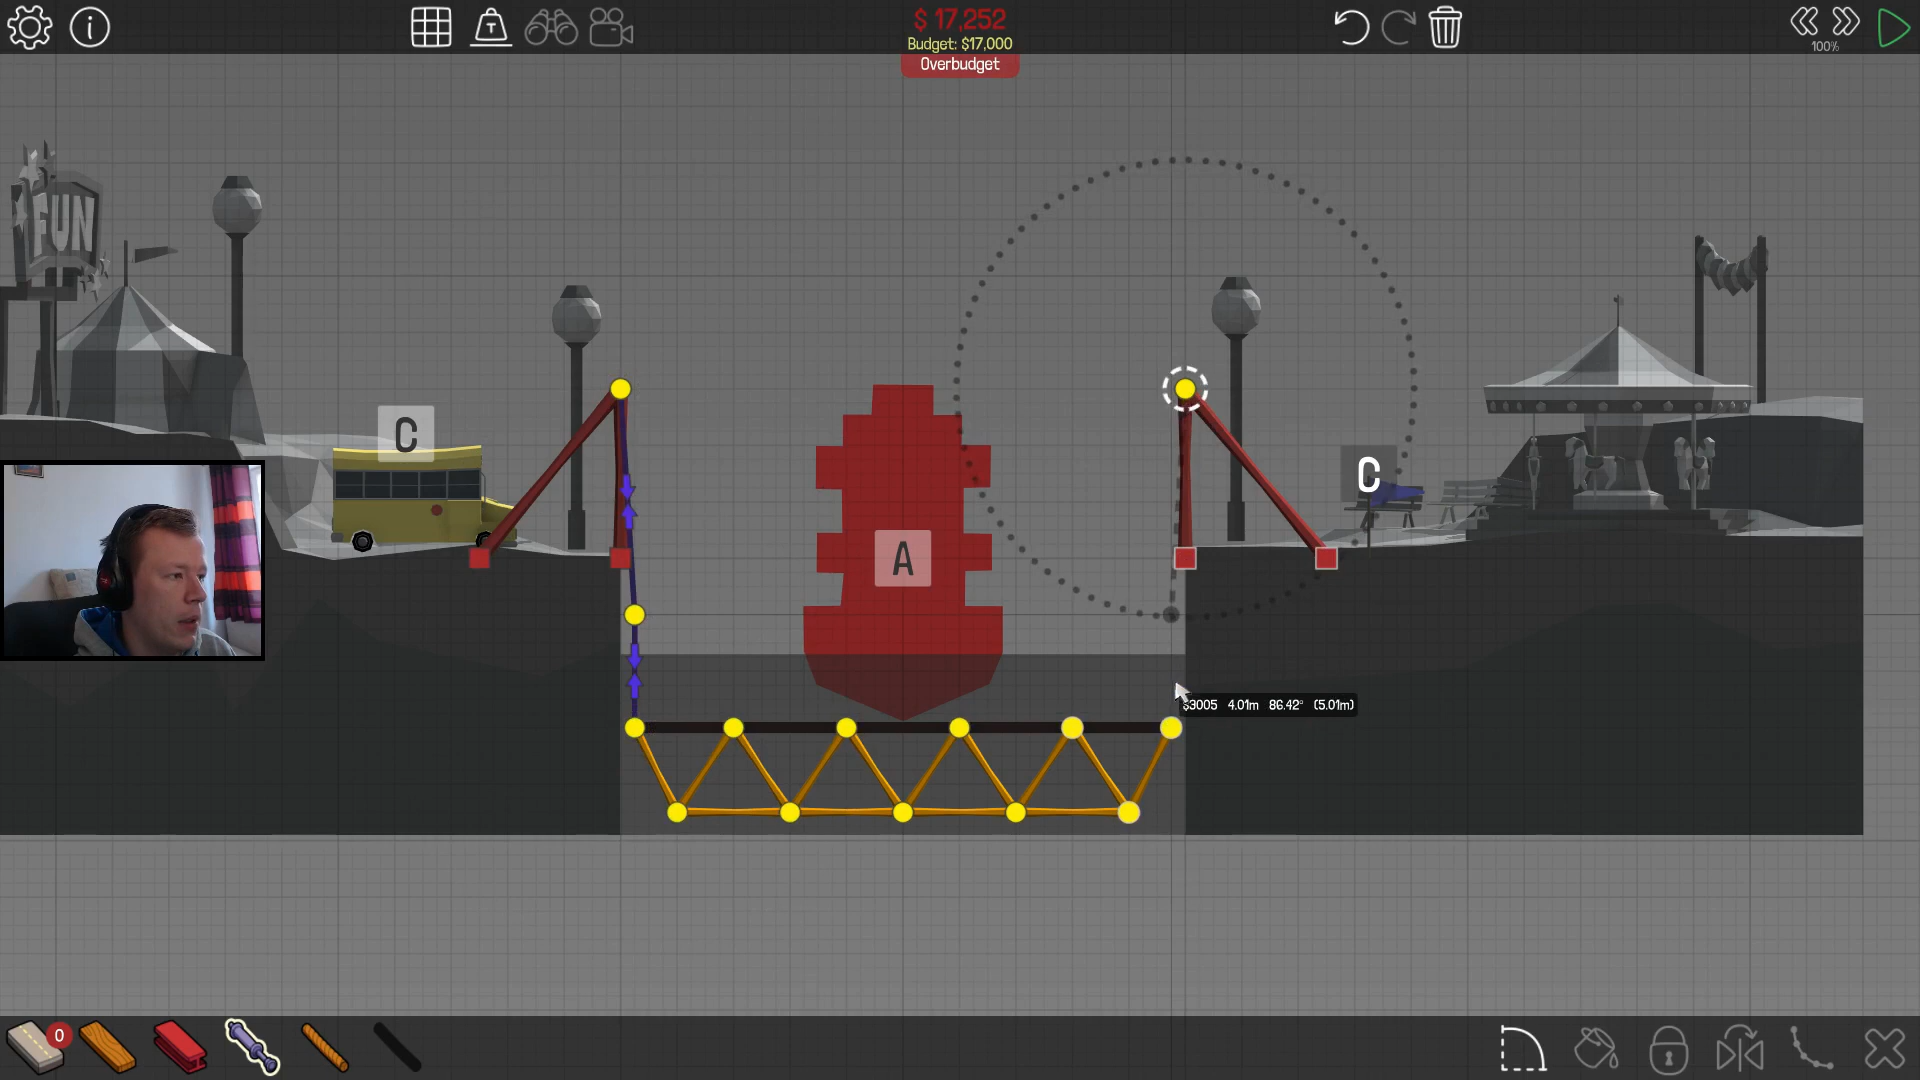 $ 17,252
Budget: $17,000
Overbudget
100%
FUN
C
C
A
$3005 4.01m 86.42° (5.01m)
0